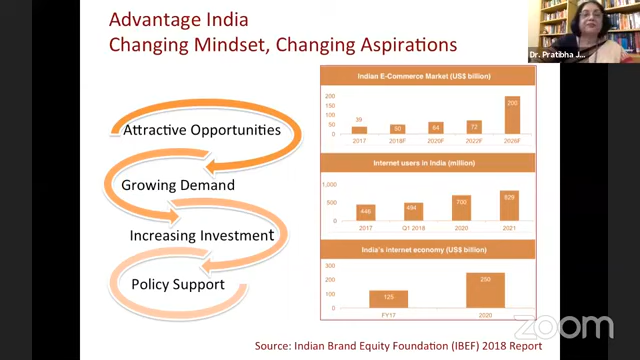 Advantage India
Changing Mindset, Changing Aspirations
Dr. Pratibha J...
Attractive Opportunities
Growing Demand
Increasing Investment
Policy Support
Indian E-Commerce Market (US$ billion)
200
150
100
50
0
39
50
64
72
200
2017
2018F
2020F
2022F
2026F
Internet users in India (million)
1,000
500
0
446
494
700
829
2017
Q1 2018
2020
2021
India's internet economy (US$ billion)
300
200
100
0
125
250
FY17
2020
Source: Indian Brand Equity Foundation (IBEF) 2018 Report
zoom